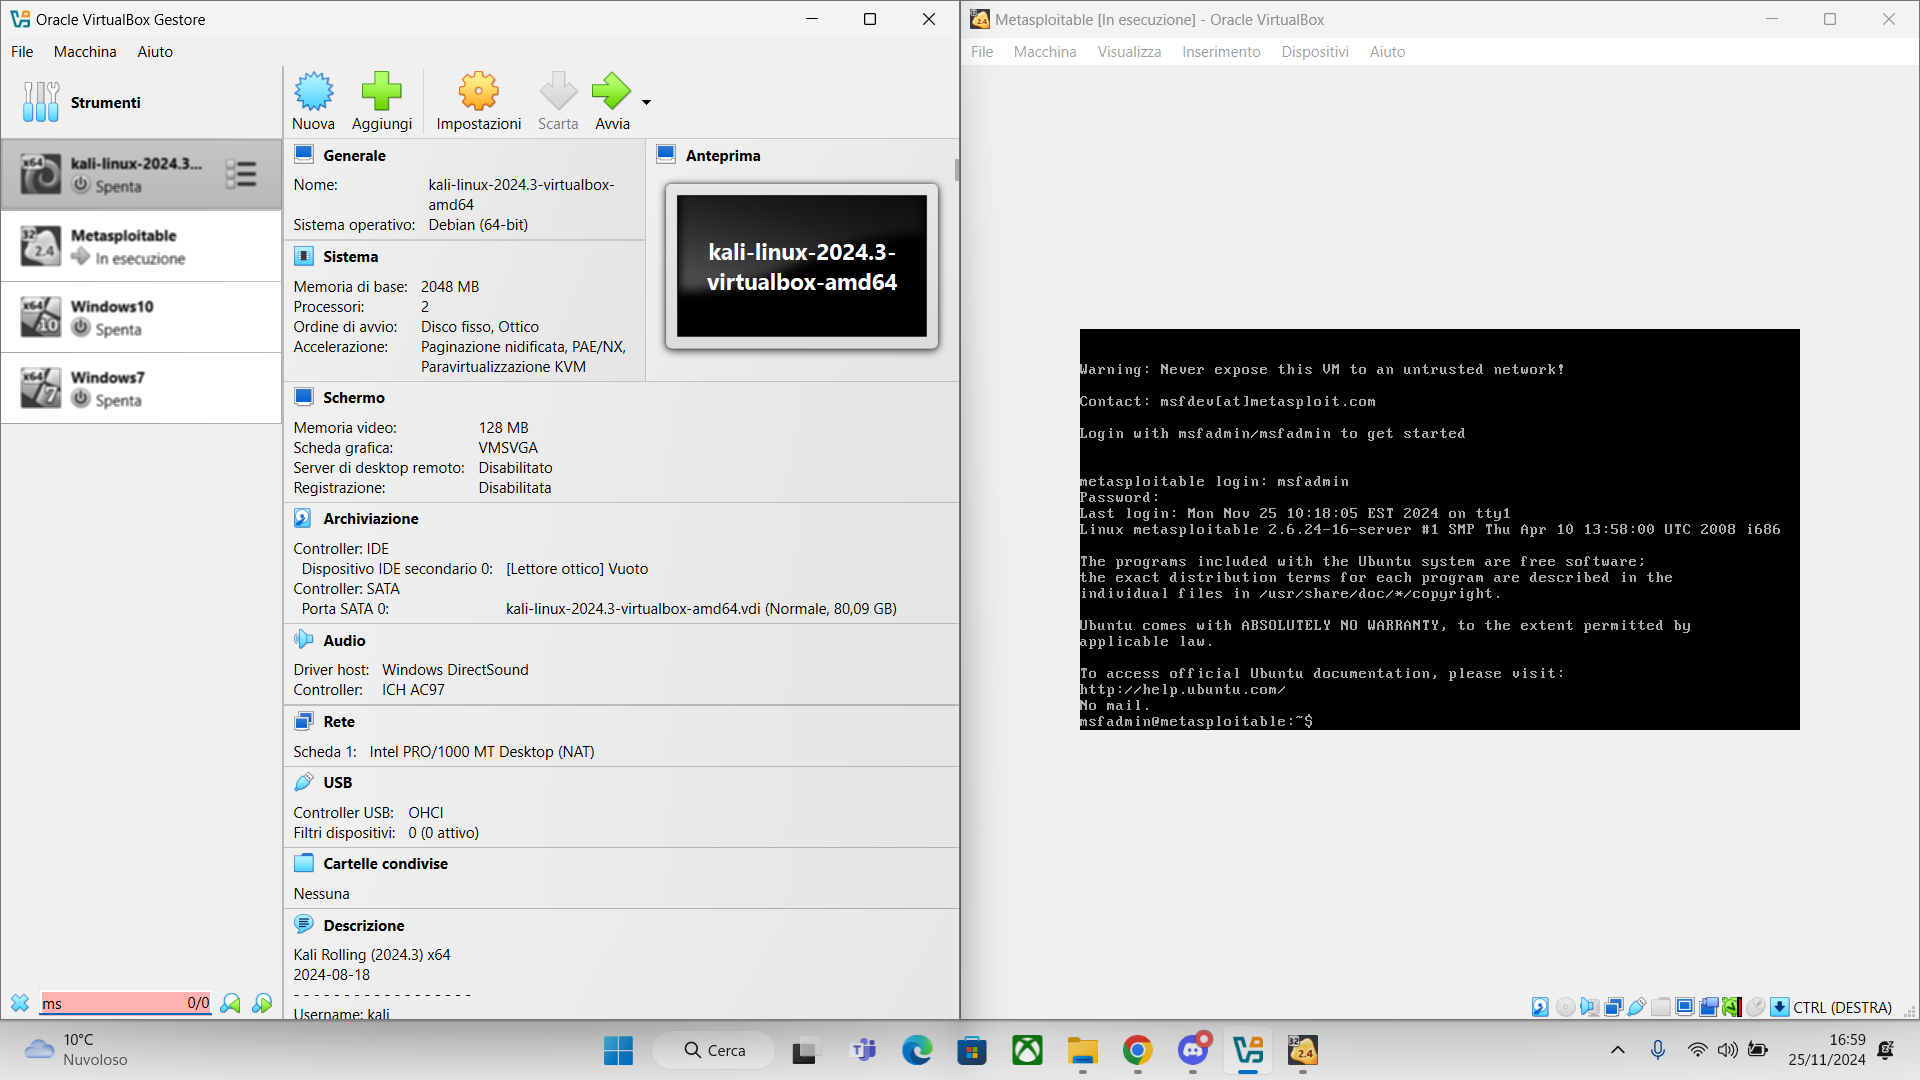 Oracle VirtualBox Gestore
File Macchina Aiuto
Strumenti
kali-linux-2024.3...
Spenta
Metasploitable
In esecuzione
Windows10
Spenta
Windows7
Spenta
ms 0/0
Nuova Aggiungi Impostazioni Scarta Avvia
Generale
Nome: kali-linux-2024.3-virtualbox-
amd64
Sistema operativo: Debian (64-bit)
Anteprima
kali-linux-2024.3-
virtualbox-amd64
Sistema
Memoria di base: 2048 MB
Processori: 2
Ordine di avvio: Disco fisso, Ottico
Accelerazione: Paginazione nidificata, PAE/NX,
Paravirtualizzazione KVM
Schermo
Memoria video: 128 MB
Scheda grafica: VMSVGA
Server di desktop remoto: Disabilitato
Registrazione: Disabilitata
Archiviazione
Controller: IDE
Dispositivo IDE secondario 0: [Lettore ottico] Vuoto
Controller: SATA
Porta SATA 0: kali-linux-2024.3-virtualbox-amd64.vdi (Normale, 80,09 GB)
Audio
Driver host: Windows DirectSound
Controller: ICH AC97
Rete
Scheda 1: Intel PRO/1000 MT Desktop (NAT)
USB
Controller USB: OHCI
Filtri dispositivi: 0 (0 attivo)
Cartelle condivise
Nessuna
Descrizione
Kali Rolling (2024.3) x64
2024-08-18
- - - - - - - - - - - - - - - - - -
Username: kali
Metasploitable [In esecuzione] - Oracle VirtualBox
File Macchina Visualizza Inserimento Dispositivi Aiuto
Warning: Never expose this VM to an untrusted network!
Contact: msfdev[at]metasploit.com
Login with msfadmin/msfadmin to get started
metasploitable login: msfadmin
Password:
Last login: Mon Nov 25 10:18:05 EST 2024 on tty1
Linux metasploitable 2.6.24-16-server #1 SMP Thu Apr 10 13:58:00 UTC 2008 i686
The programs included with the Ubuntu system are free software;
the exact distribution terms for each program are described in the
individual files in /usr/share/doc/*/copyright.
Ubuntu comes with ABSOLUTELY NO WARRANTY, to the extent permitted by
applicable law.
To access official Ubuntu documentation, please visit:
http://help.ubuntu.com/
No mail.
msfadmin@metasploitable:~$
CTRL (DESTRA)
10°C
Nuvoloso
Cerca
16:59
25/11/2024